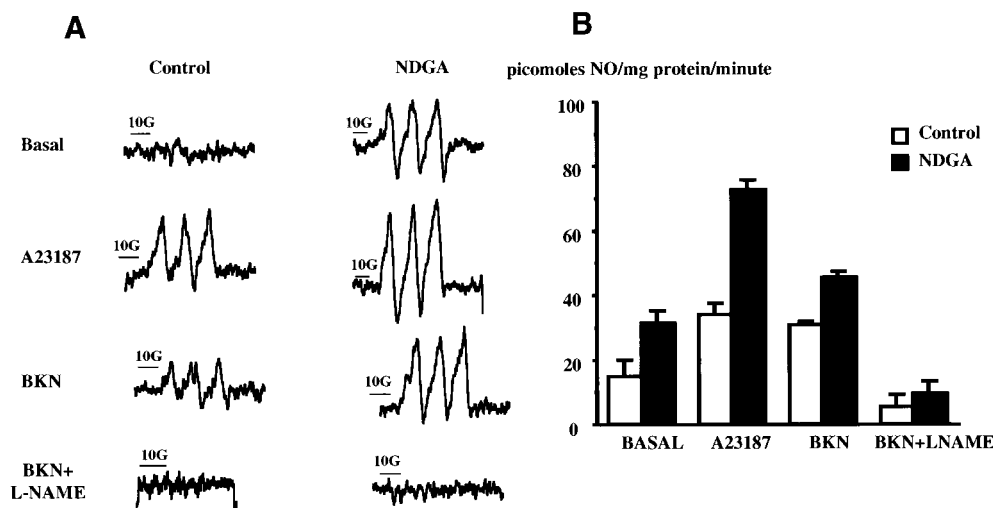 A
B
Control
NDGA
picomoles NO/mg protein/minute
Basal
10G
10G
A23187
10G
10G
BKN
10G
10G
BKN+
L-NAME
10G
10G
100
80
60
40
20
0
Control
NDGA
BASAL
A23187
BKN
BKN+LNAME